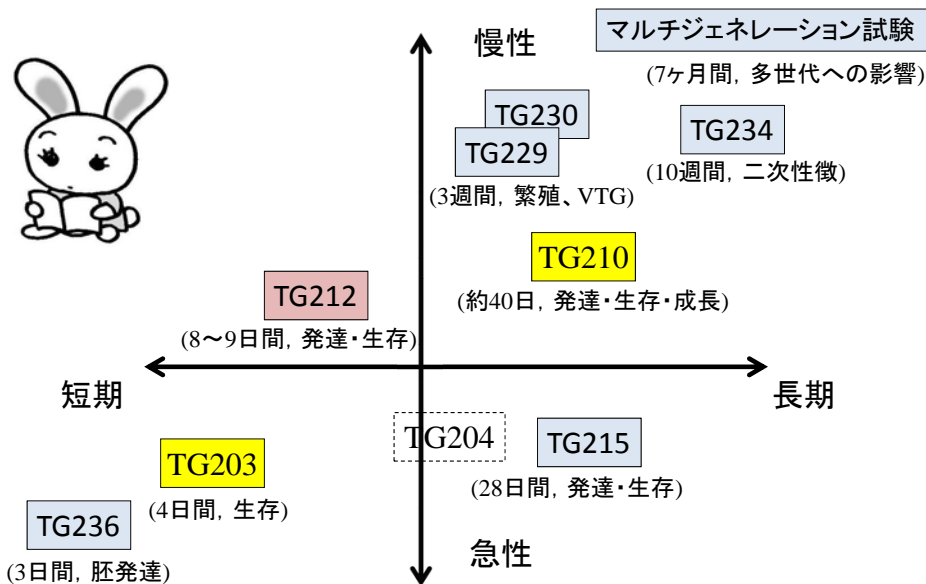 慢性
マルチジェネレーション試験
(7ヶ月間, 多世代への影響)
TG230
TG229
(3週間, 繁殖、VTG)
TG234
(10週間, 二次性徴)
TG210
(約40日, 発達・生存・成長)
TG212
(8～9日間, 発達・生存)
短期
長期
TG204
TG215
(28日間, 発達・生存)
TG203
(4日間, 生存)
TG236
(3日間, 胚発達)
急性